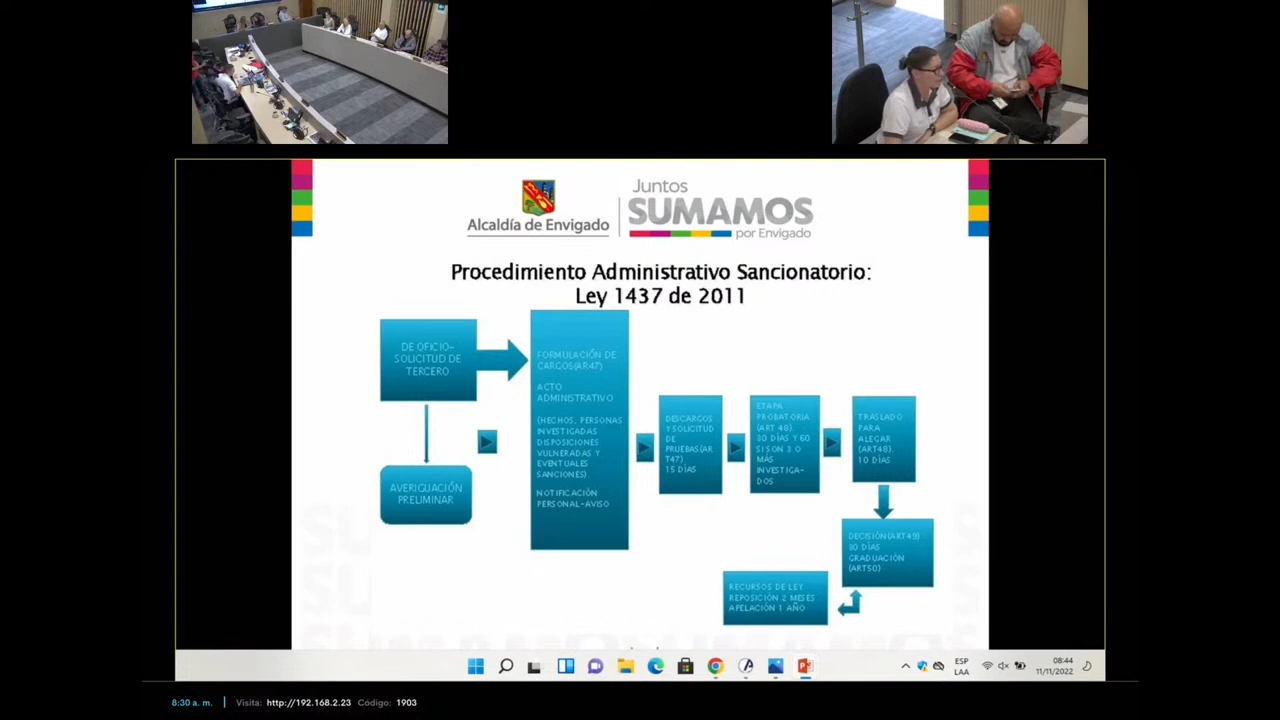 Alcaldía de Envigado
Juntos
SUMAMOS
por Envigado
Procedimiento Administrativo Sancionatorio:
Ley 1437 de 2011
DE OFICIO-
SOLICITUD DE
TERCERO
AVERIGUACIÓN
PRELIMINAR
FORMULACIÓN DE
CARGOS(AR47)
ACTO
ADMINISTRATIVO
(HECHOS, PERSONAS
INVESTIGADAS
DISPOSICIONES
VULNERADAS Y
EVENTUALES
SANCIONES).
NOTIFICACIÓN
PERSONAL-AVISO
DESCARGOS
Y SOLICITUD
DE
PRUEBAS(AR
T47)
15 DÍAS
ETAPA
PROBATORIA
(ART 48).
30 DÍAS Y 60
SI SON 3 O
MÁS
INVESTIGA-
DOS
TRASLADO
PARA
ALEGAR
(ART48).
10 DÍAS
DECISIÓN(ART49)
30 DÍAS
GRADUACIÓN
(ART50)
RECURSOS DE LEY
REPOSICIÓN 2 MESES
APELACIÓN 1 AÑO
ESP
LAA
08:44
11/11/2022
8:30 a. m. | Visita: http://192.168.2.23 Código: 1903